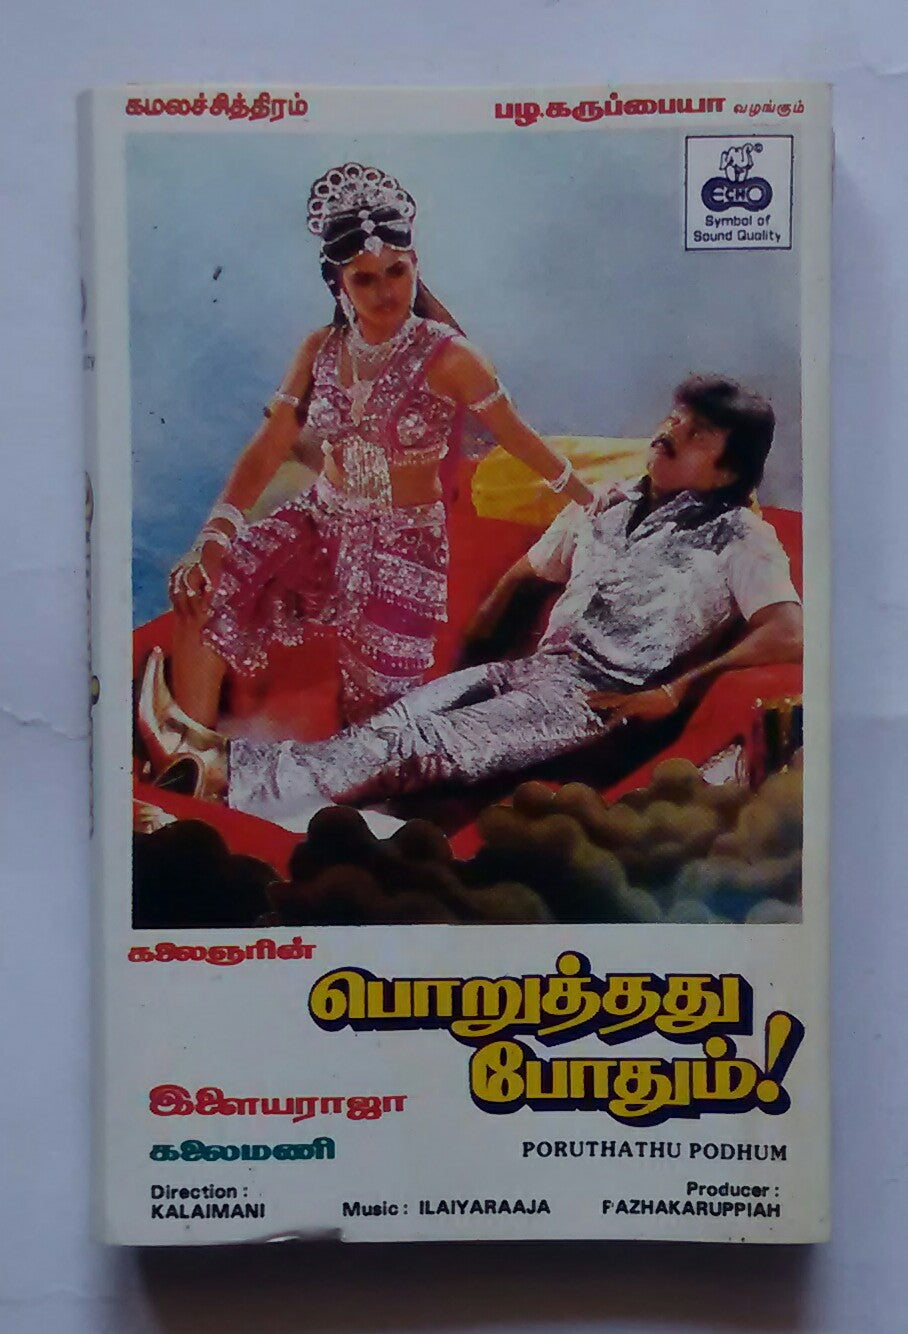 கமலச்சித்திரம்
பழ.கருப்பையா வழங்கும்
ECHO
Symbol of
Sound Quality
கலைஞரின்
பொறுத்தது
போதும்!
இளையராஜா
கலைமணி
PORUTHATHU PODHUM
Direction :
KALAIMANI
Music : ILAIYARAAJA
Producer :
PAZHAKARUPPIAH